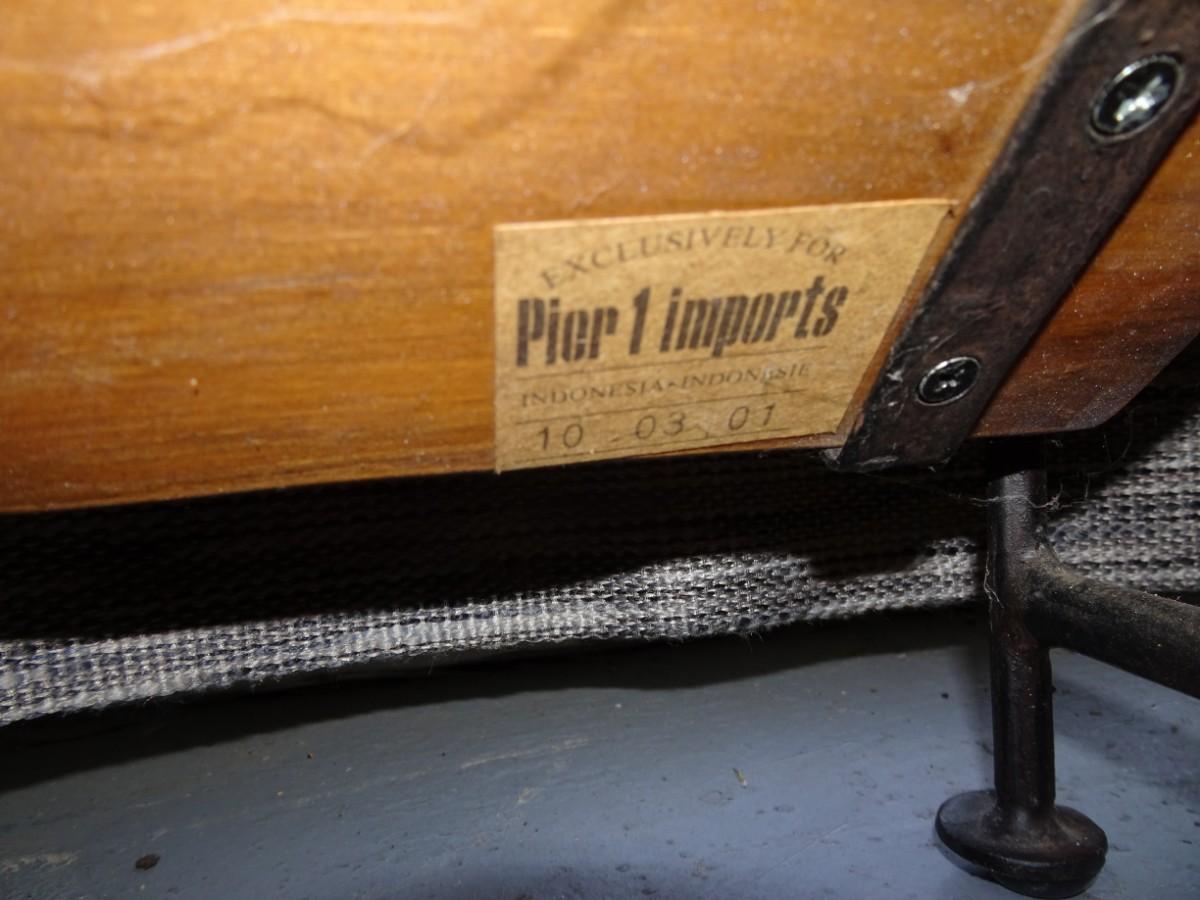 EXCLUSIVELY FOR
Pier 1 imports
INDONESIA • INDONESIE
10 . 03 . 01